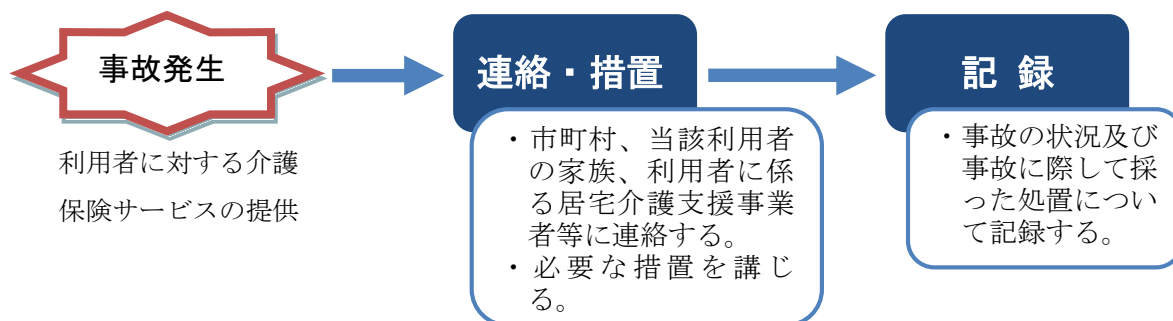 事故発生
利用者に対する介護
保険サービスの提供
連絡・措置
・市町村、当該利用者
の家族、利用者に係
る居宅介護支援事業
者等に連絡する。
・必要な措置を講じ
る。
記 録
・事故の状況及び
事故に際して採
った処置につい
て記録する。